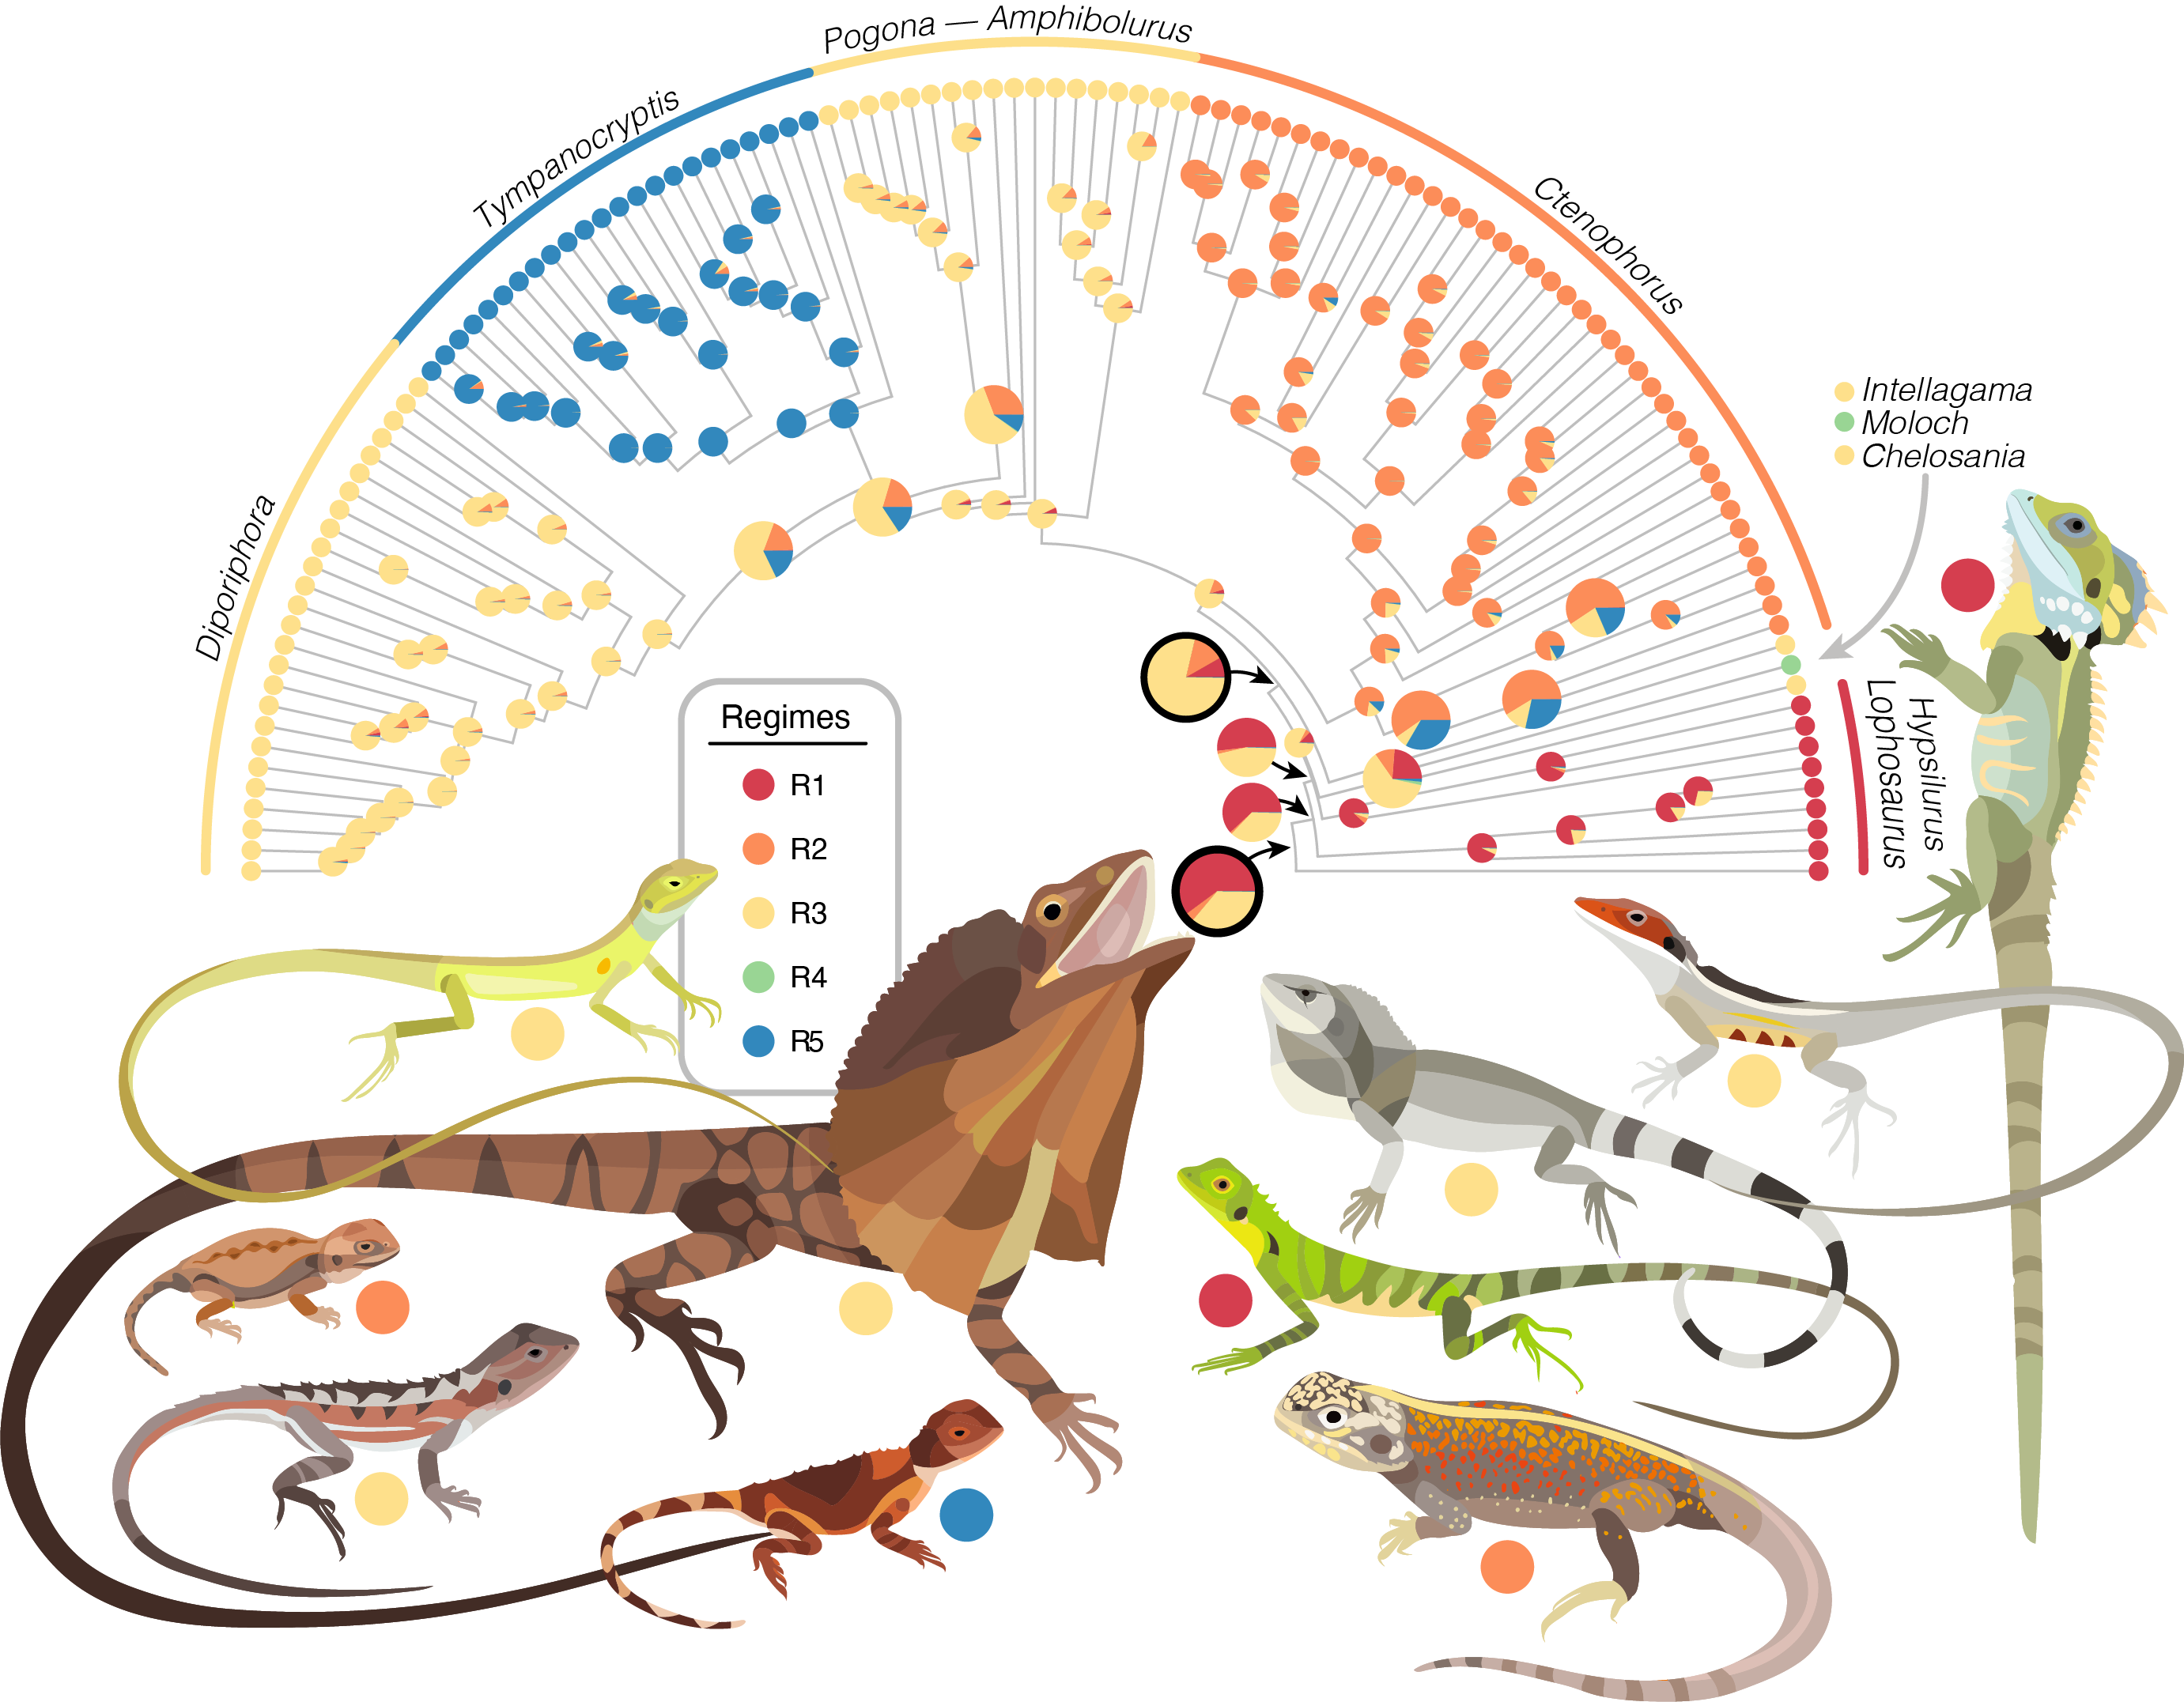 Pogona — Amphibolurus
Tympanocryptis
Ctenophorus
Diporiphora
Intellagama
Moloch
Chelosania
Hypsilurus
Lophosaurus
Regimes
R1
R2
R3
R4
R5